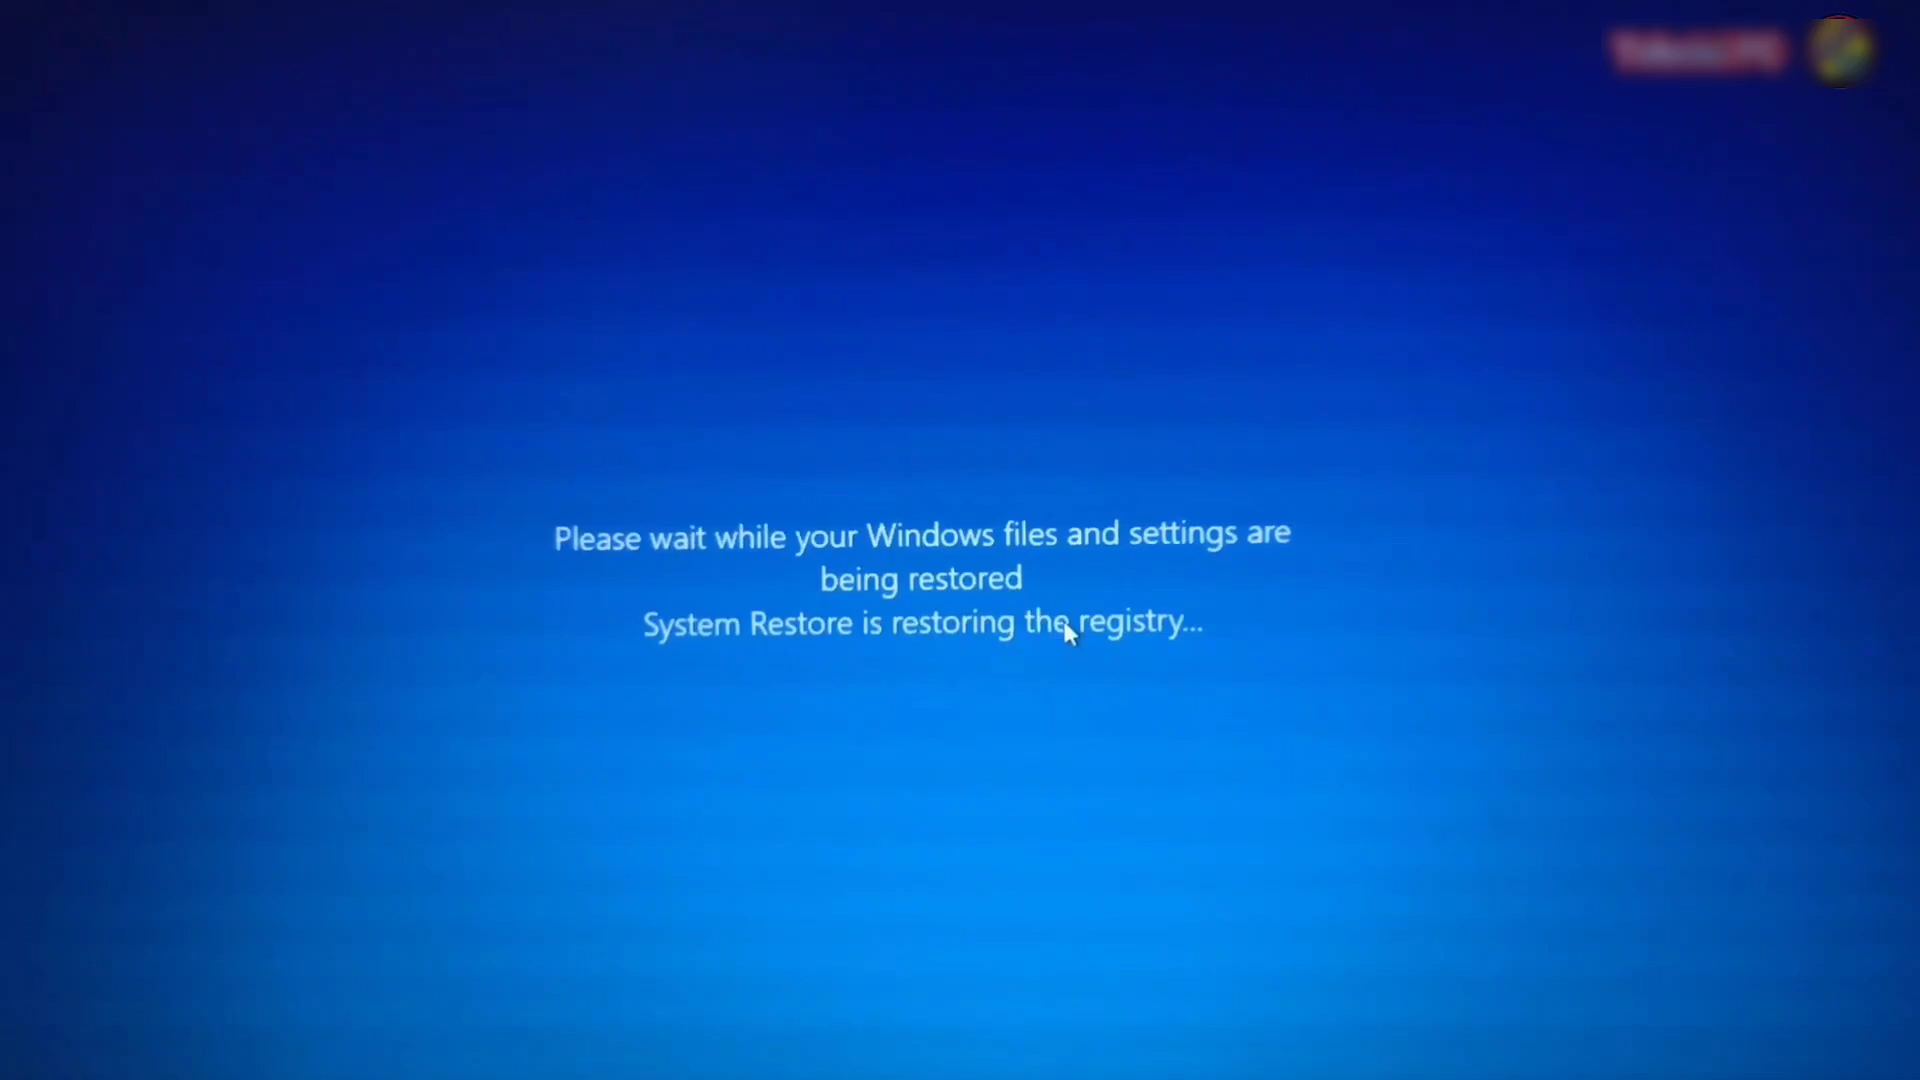 Please wait while your Windows files and settings are
being restored
System Restore is restoring the registry...